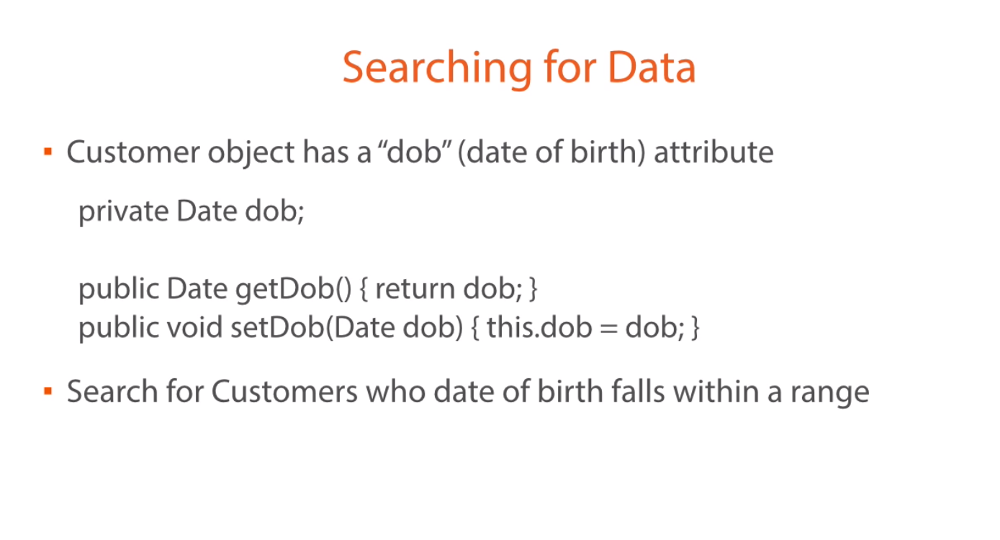 Searching for Data
▪ Customer object has a “dob” (date of birth) attribute
private Date dob;
public Date getDob() { return dob; }
public void setDob(Date dob) { this.dob = dob; }
▪ Search for Customers who date of birth falls within a range